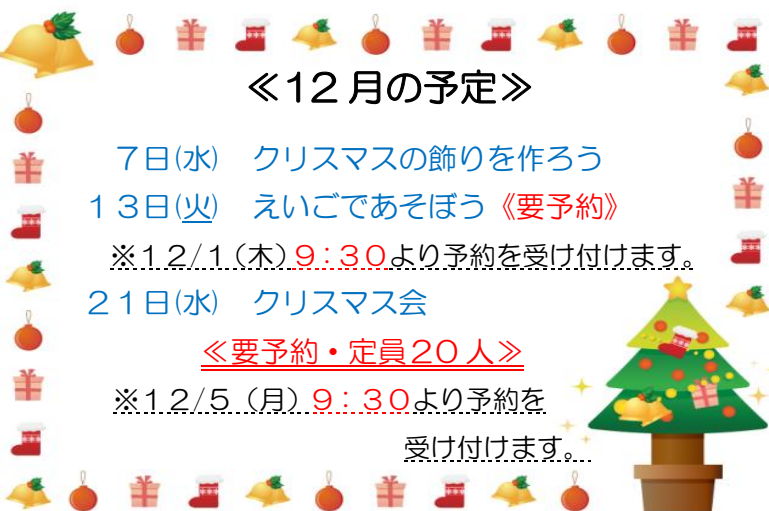 ≪12月の予定≫
7日(水)　クリスマスの飾りを作ろう
13日(火)　えいごであそぼう《要予約》
※12/1(木)9:30より予約を受け付けます。
21日(水)　クリスマス会
≪要予約・定員20人≫
※12/5（月）9:30より予約を
受け付けます。